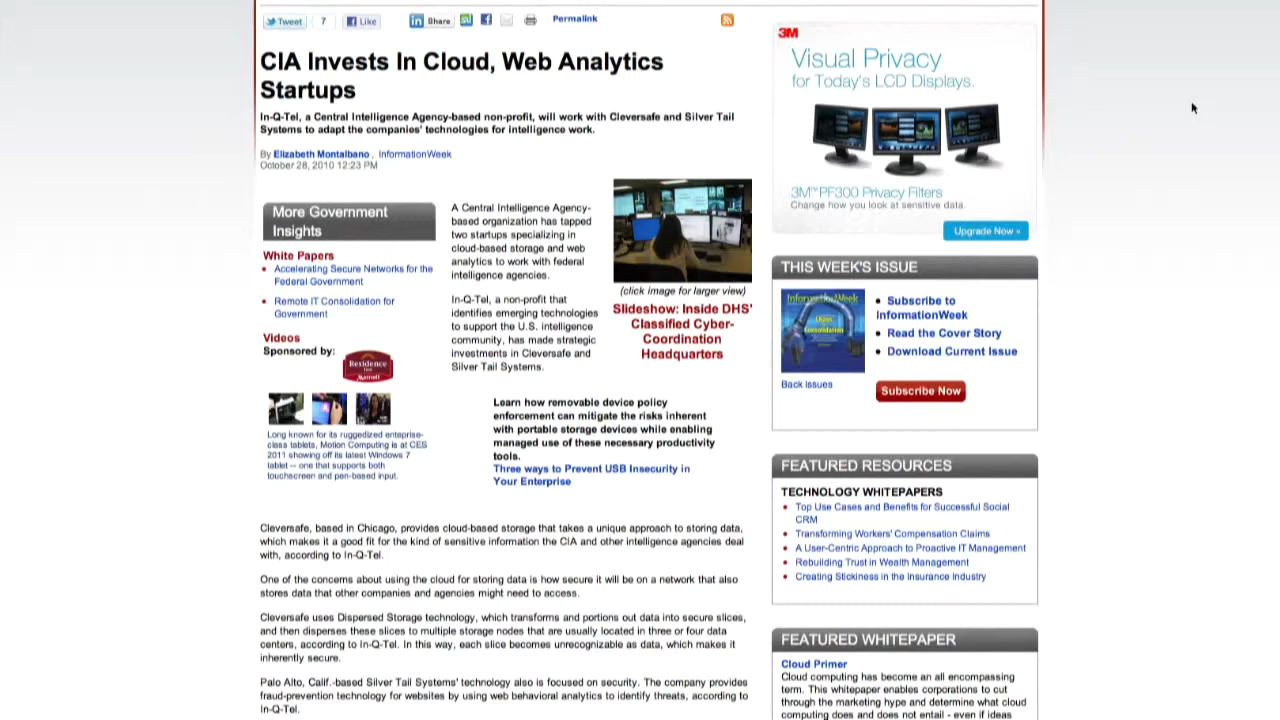 Tweet 7 Like Share Permalink
CIA Invests In Cloud, Web Analytics
Startups
In-Q-Tel, a Central Intelligence Agency-based non-profit, will work with Cleversafe and Silver Tail
Systems to adapt the companies' technologies for intelligence work.
By Elizabeth Montalbano , InformationWeek
October 28, 2010 12:23 PM
More Government
Insights
White Papers
Accelerating Secure Networks for the
Federal Government
Remote IT Consolidation for
Government
Videos
Sponsored by:
Residence
Inn
Marriott
Long known for its ruggedized enteprise-
class tablets, Motion Computing is at CES
2011 showing off its latest Windows 7
tablet -- one that supports both
touchscreen and pen-based input.
A Central Intelligence Agency-
based organization has tapped
two startups specializing in
cloud-based storage and web
analytics to work with federal
intelligence agencies.
In-Q-Tel, a non-profit that
identifies emerging technologies
to support the U.S. intelligence
community, has made strategic
investments in Cleversafe and
Silver Tail Systems.
(click image for larger view)
Slideshow: Inside DHS'
Classified Cyber-
Coordination
Headquarters
Learn how removable device policy
enforcement can mitigate the risks inherent
with portable storage devices while enabling
managed use of these necessary productivity
tools.
Three ways to Prevent USB Insecurity in
Your Enterprise
Cleversafe, based in Chicago, provides cloud-based storage that takes a unique approach to storing data,
which makes it a good fit for the kind of sensitive information the CIA and other intelligence agencies deal
with, according to In-Q-Tel.
One of the concerns about using the cloud for storing data is how secure it will be on a network that also
stores data that other companies and agencies might need to access.
Cleversafe uses Dispersed Storage technology, which transforms and portions out data into secure slices,
and then disperses these slices to multiple storage nodes that are usually located in three or four data
centers, according to In-Q-Tel. In this way, each slice becomes unrecognizable as data, which makes it
inherently secure.
Palo Alto, Calif.-based Silver Tail Systems' technology also is focused on security. The company provides
fraud-prevention technology for websites by using web behavioral analytics to identify threats, according to
In-Q-Tel.
3M
Visual Privacy
for Today's LCD Displays.
3M™PF300 Privacy Filters
Change how you look at sensitive data.
Upgrade Now »
THIS WEEK'S ISSUE
InformationWeek
Subscribe to
InformationWeek
Read the Cover Story
Download Current Issue
Back Issues
Subscribe Now
FEATURED RESOURCES
TECHNOLOGY WHITEPAPERS
Top Use Cases and Benefits for Successful Social
CRM
Transforming Workers' Compensation Claims
A User-Centric Approach to Proactive IT Management
Rebuilding Trust in Wealth Management
Creating Stickiness in the Insurance Industry
FEATURED WHITEPAPER
Cloud Primer
Cloud computing has become an all encompassing
term. This whitepaper enables corporations to cut
through the marketing hype and determine what cloud
computing does and does not entail - even if ideas